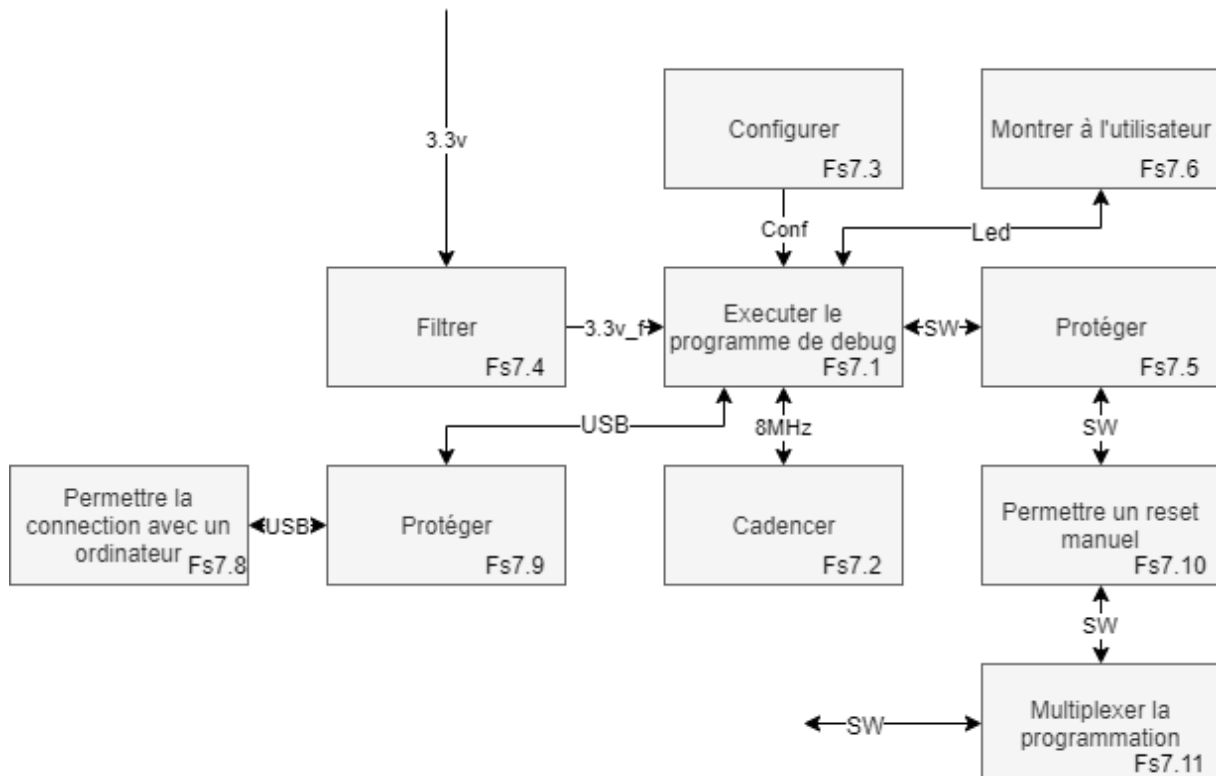 3.3v
Configurer
Fs7.3
Montrer à l'utilisateur
Fs7.6
Conf
Led
Filtrer
Fs7.4
3.3v_f
Executer le
programme de debug
Fs7.1
SW
Protéger
Fs7.5
USB
8MHz
SW
Permettre la
connection avec un
ordinateur
Fs7.8
USB
Protéger
Fs7.9
Cadencer
Fs7.2
Permettre un reset
manuel
Fs7.10
SW
SW
Multiplexer la
programmation
Fs7.11